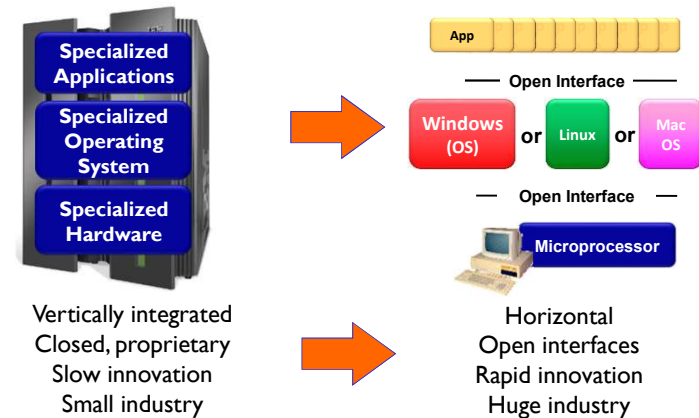 Specialized
Applications
Specialized
Operating
System
Specialized
Hardware
Vertically integrated
Closed, proprietary
Slow innovation
Small industry
App
Open Interface
Windows
(OS)
or
Linux
or
Mac
OS
Open Interface
Microprocessor
Horizontal
Open interfaces
Rapid innovation
Huge industry